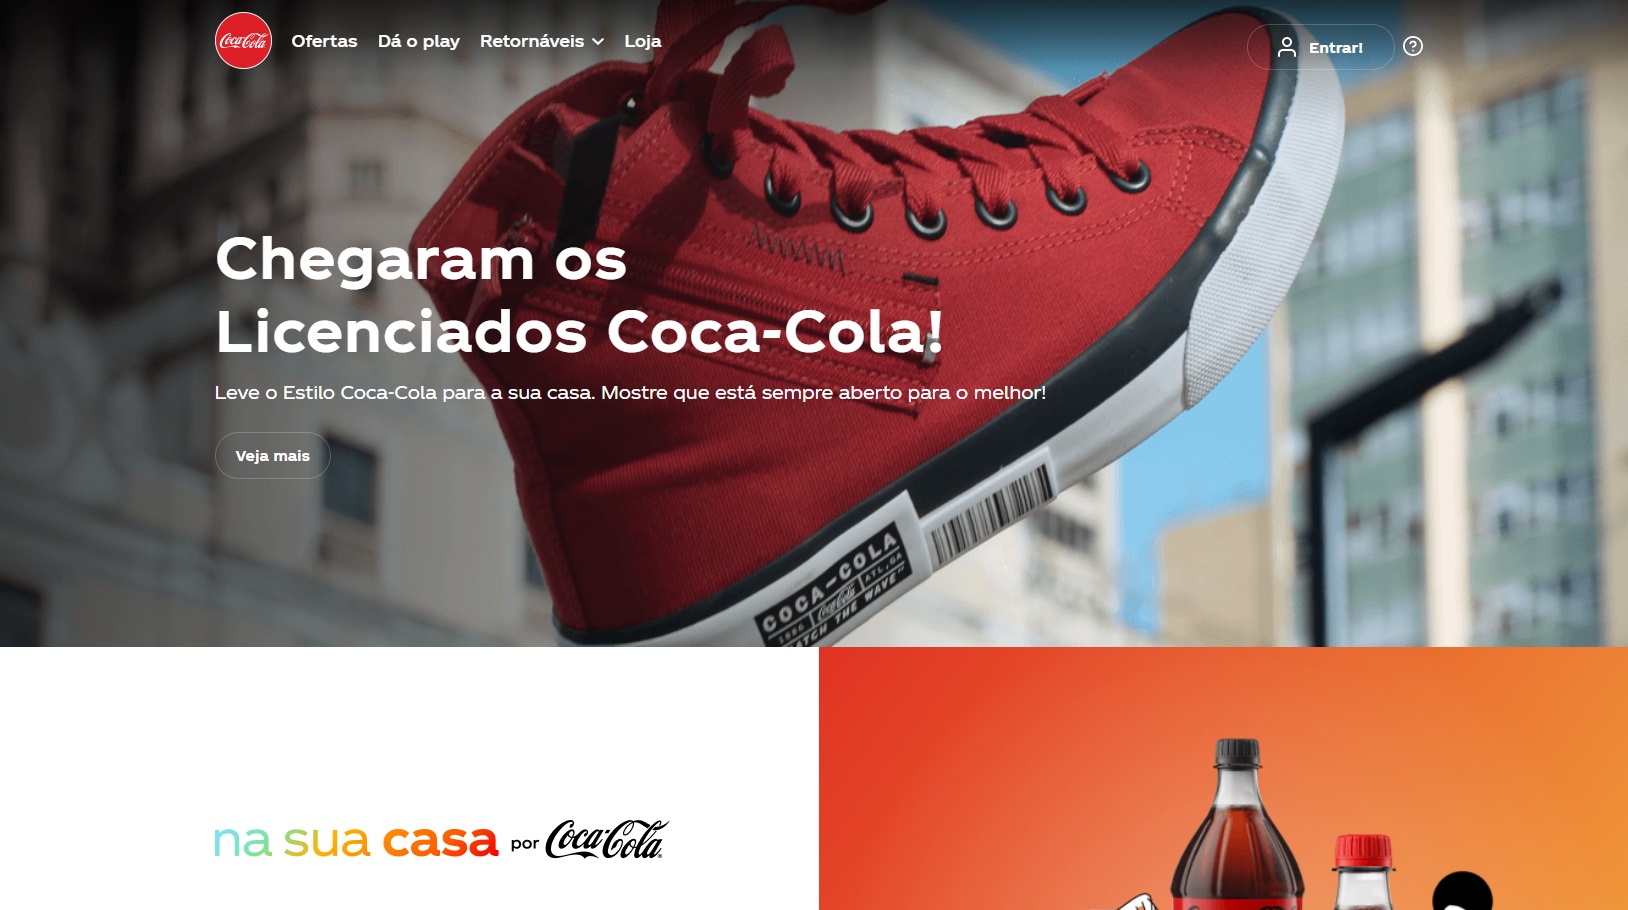 Coca-Cola
Ofertas
Dá o play
Retornáveis
Loja
Entrar!
?
Chegaram os
Licenciados Coca-Cola!
Leve o Estilo Coca-Cola para a sua casa. Mostre que está sempre aberto para o melhor!
Veja mais
COCA-COLA
1986 Coca-Cola ATL,GA
CATCH THE WAVE"
na sua casa por Coca-Cola